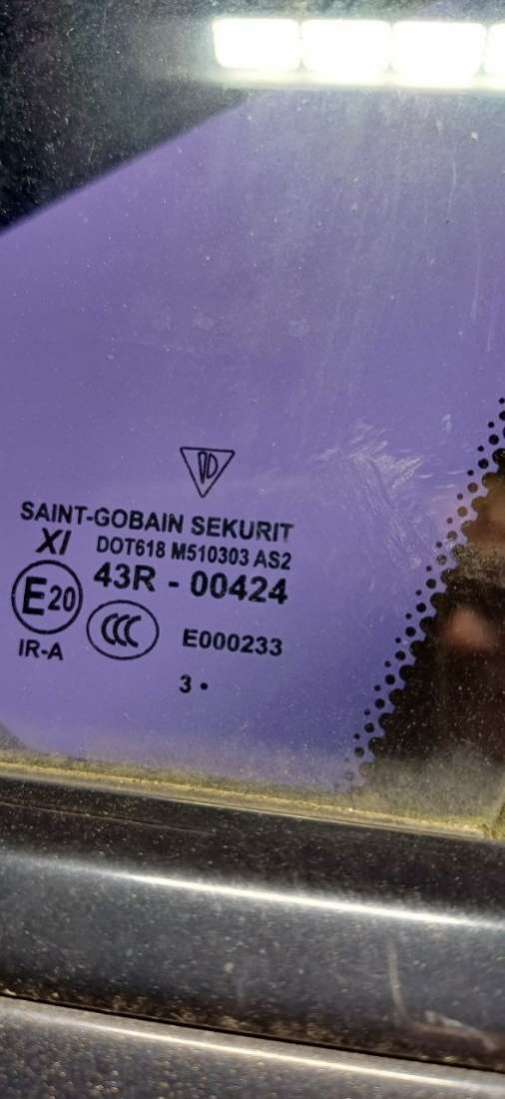 SAINT-GOBAIN SEKURIT
XI DOT618 M510303 AS2
43R - 00424
E20 CCC E000233
IR-A
3 •